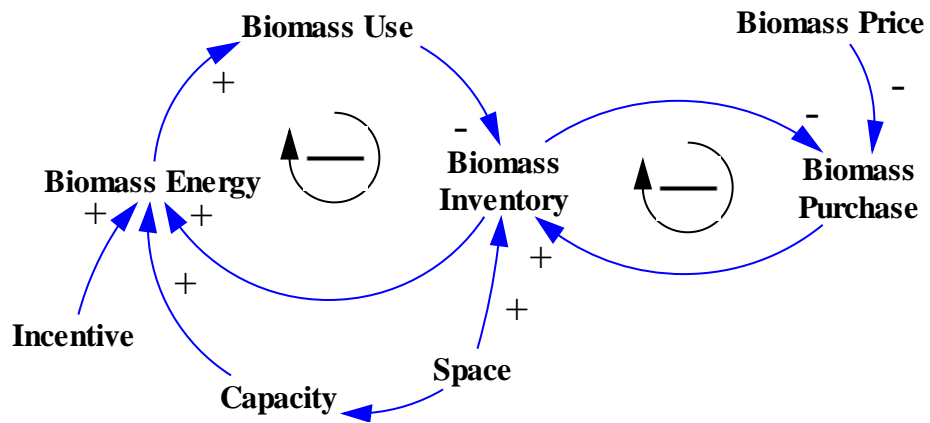 Biomass Use
Biomass Price
+
-
-
-
Biomass
Inventory
Biomass
Purchase
Biomass Energy
+
+
+
+
+
Incentive
Space
Capacity